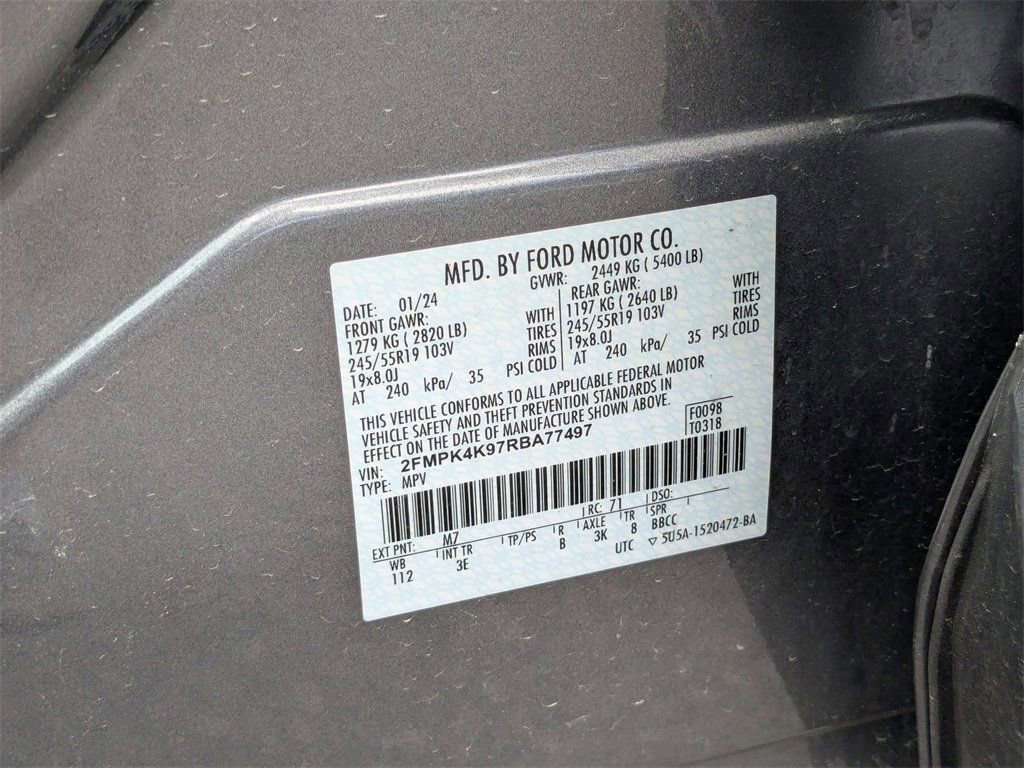 MFD. BY FORD MOTOR CO.
DATE: 01/24 GVWR: 2449 KG ( 5400 LB)
FRONT GAWR: REAR GAWR:
1279 KG ( 2820 LB) WITH 1197 KG ( 2640 LB) WITH
245/55R19 103V TIRES 245/55R19 103V TIRES
19x8.0J RIMS 19x8.0J RIMS
AT 240 kPa/ 35 PSI COLD AT 240 kPa/ 35 PSI COLD
THIS VEHICLE CONFORMS TO ALL APPLICABLE FEDERAL MOTOR
VEHICLE SAFETY AND THEFT PREVENTION STANDARDS IN
EFFECT ON THE DATE OF MANUFACTURE SHOWN ABOVE.
F0098
T0318
VIN: 2FMPK4K97RBA77497
TYPE: MPV
EXT PNT: M7 RC: 71 DSO:
WB INT TR TP/PS R AXLE TR SPR
112 3E B 3K 8 BBCC
UTC ▽ 5U5A-1520472-BA